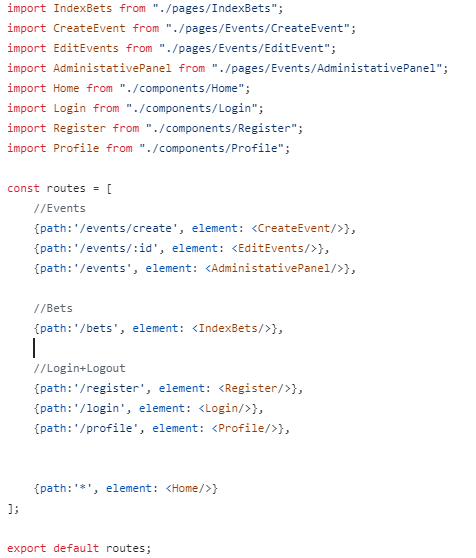 import IndexBets from "./pages/IndexBets";
import CreateEvent from "./pages/Events/CreateEvent";
import EditEvents from "./pages/Events/EditEvent";
import AdministativePanel from "./pages/Events/AdministativePanel";
import Home from "./components/Home";
import Login from "./components/Login";
import Register from "./components/Register";
import Profile from "./components/Profile";

const routes = [
    //Events
    {path:'/events/create', element: <CreateEvent/>},
    {path:'/events/:id', element: <EditEvents/>},
    {path:'/events', element: <AdministativePanel/>},

    //Bets
    {path:'/bets', element: <IndexBets/>},

    //Login+Logout
    {path:'/register', element: <Register/>},
    {path:'/login', element: <Login/>},
    {path:'/profile', element: <Profile/>},

    {path:'*', element: <Home/>}
];

export default routes;